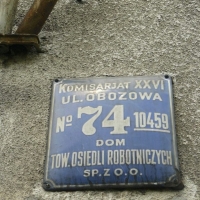 KOMISARJAT XXVI
UL. OBOZOWA
No 74 10459
DOM
TOW. OSIEDLI ROBOTNICZYCH
SP. Z O. O.